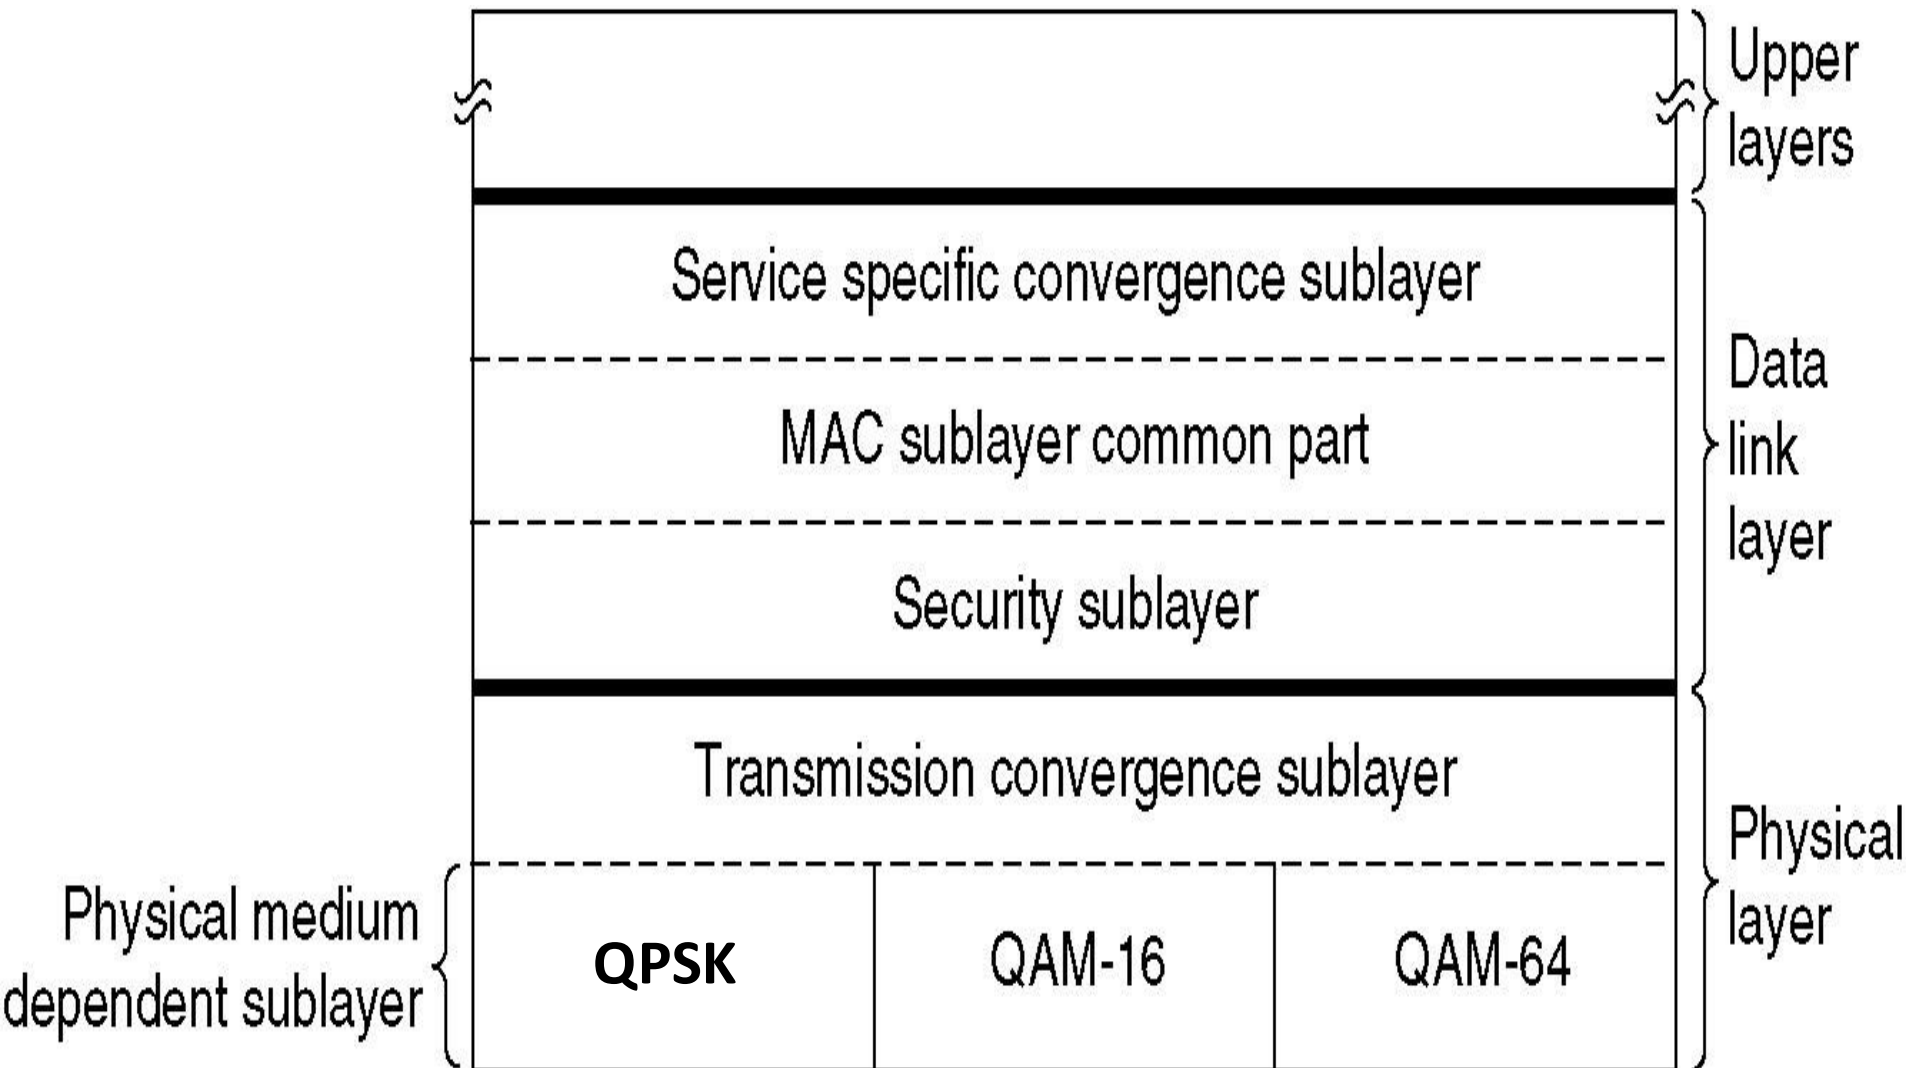 Upper
layers
Service specific convergence sublayer
Data
link
layer
MAC sublayer common part
Security sublayer
Transmission convergence sublayer
Physical
layer
Physical medium
dependent sublayer
QPSK
QAM-16
QAM-64